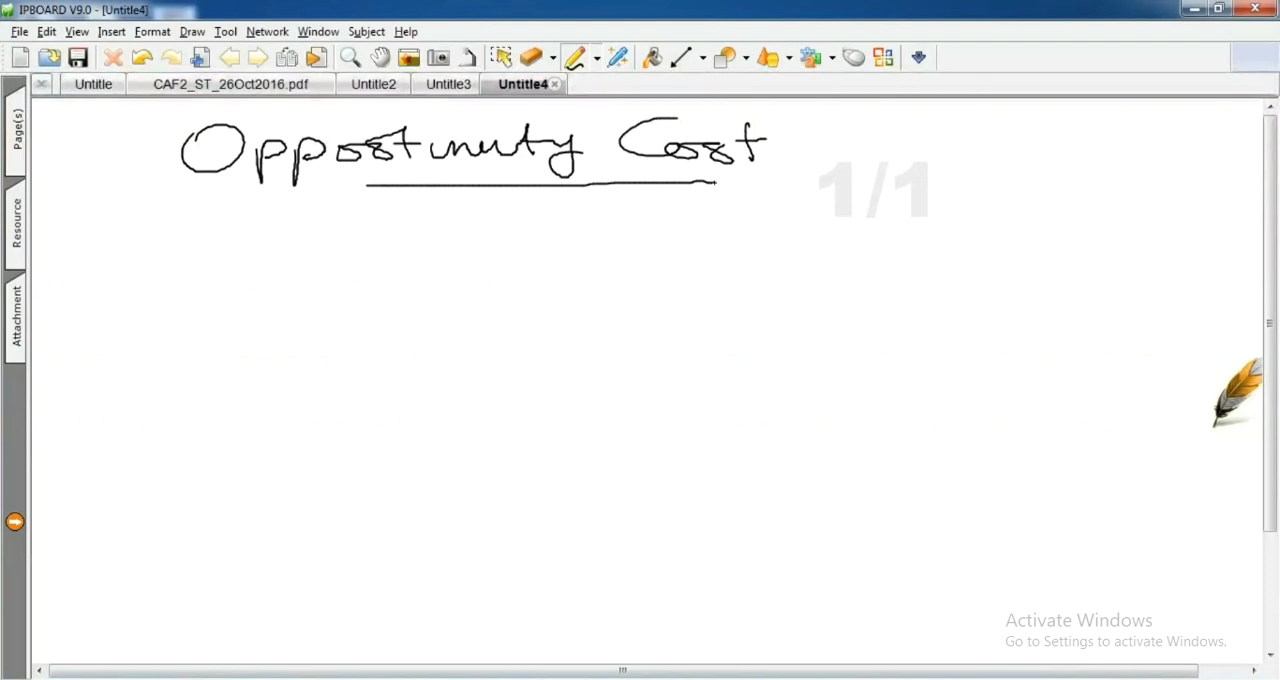 IPBOARD V9.0 - [Untitle4]
File Edit View Insert Format Draw Tool Network Window Subject Help
Untitle CAF2_ST_26Oct2016.pdf Untitle2 Untitle3 Untitle4
Page(s)
Resource
Attachment
Opportunity Cost
1/1
Activate Windows
Go to Settings to activate Windows.